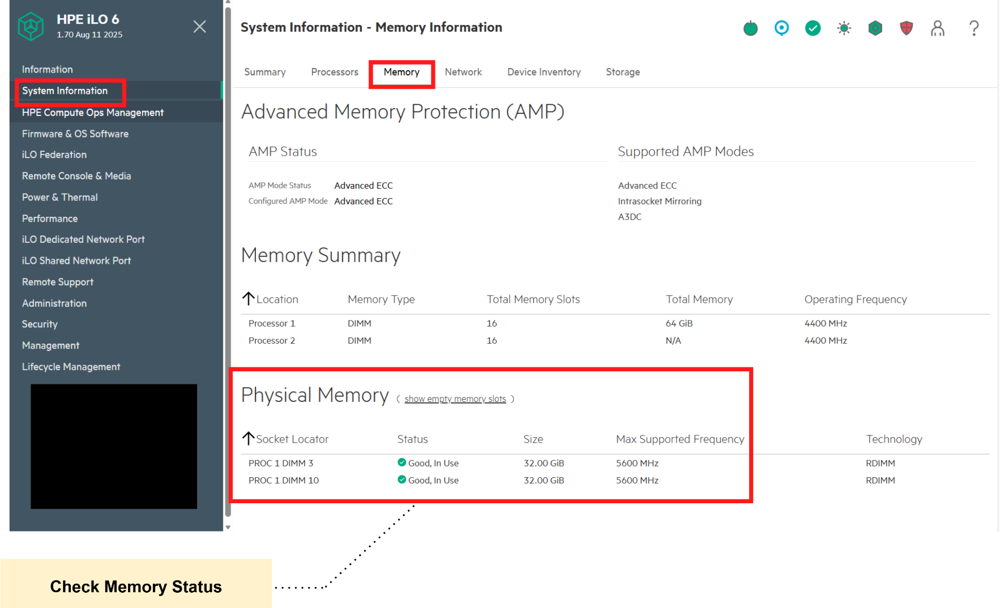 HPE iLO 6
1.70 Aug 11 2025
Information
System Information
HPE Compute Ops Management
Firmware & OS Software
iLO Federation
Remote Console & Media
Power & Thermal
Performance
iLO Dedicated Network Port
iLO Shared Network Port
Remote Support
Administration
Security
Management
Lifecycle Management
System Information - Memory Information
Summary Processors Memory Network Device Inventory Storage
Advanced Memory Protection (AMP)
AMP Status Supported AMP Modes
AMP Mode Status Advanced ECC Advanced ECC
Configured AMP Mode Advanced ECC Intrasocket Mirroring
A3DC
Memory Summary
Location Memory Type Total Memory Slots Total Memory Operating Frequency
Processor 1 DIMM 16 64 GiB 4400 MHz
Processor 2 DIMM 16 N/A 4400 MHz
Physical Memory ( show empty memory slots )
Socket Locator Status Size Max Supported Frequency Technology
PROC 1 DIMM 3 Good, In Use 32.00 GiB 5600 MHz RDIMM
PROC 1 DIMM 10 Good, In Use 32.00 GiB 5600 MHz RDIMM
Check Memory Status